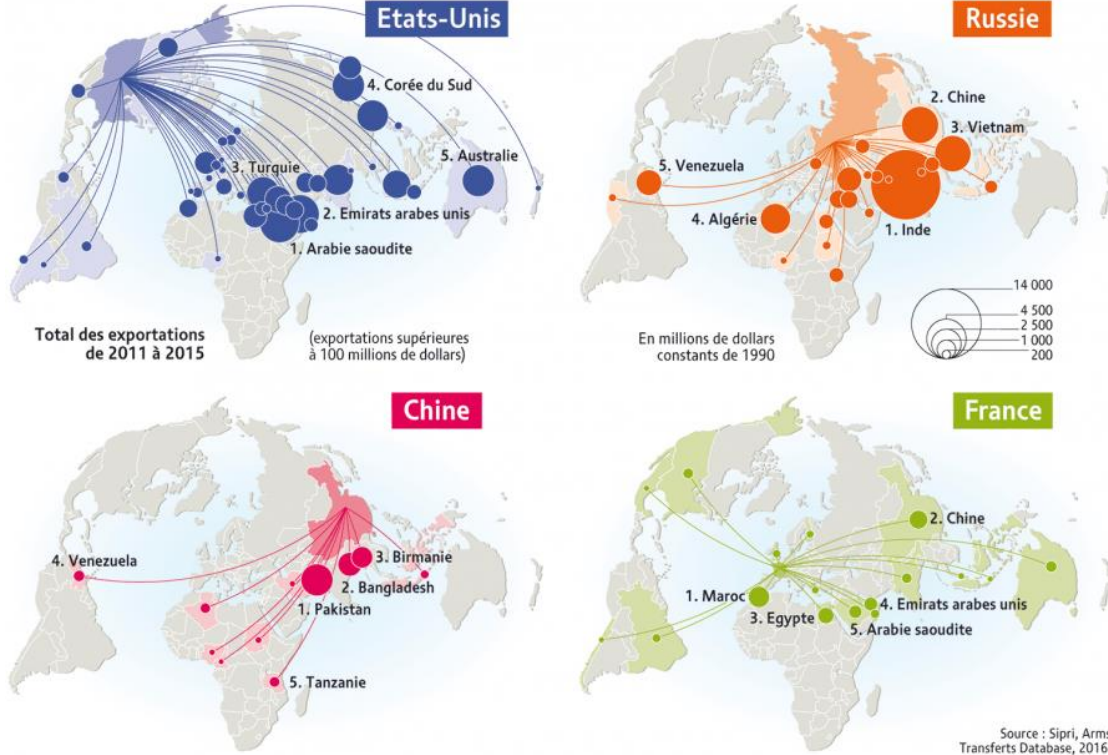 Etats-Unis
4. Corée du Sud
3. Turquie
5. Australie
2. Emirats arabes unis
1. Arabie saoudite
Total des exportations
de 2011 à 2015
(exportations supérieures
à 100 millions de dollars)
Russie
2. Chine
3. Vietnam
5. Venezuela
4. Algérie
1. Inde
En millions de dollars
constants de 1990
14 000
4 500
2 500
1 000
200
Chine
4. Venezuela
3. Birmanie
2. Bangladesh
1. Pakistan
5. Tanzanie
France
2. Chine
1. Maroc
4. Emirats arabes unis
3. Egypte
5. Arabie saoudite
Source : Sipri, Arms
Transferts Database, 2016